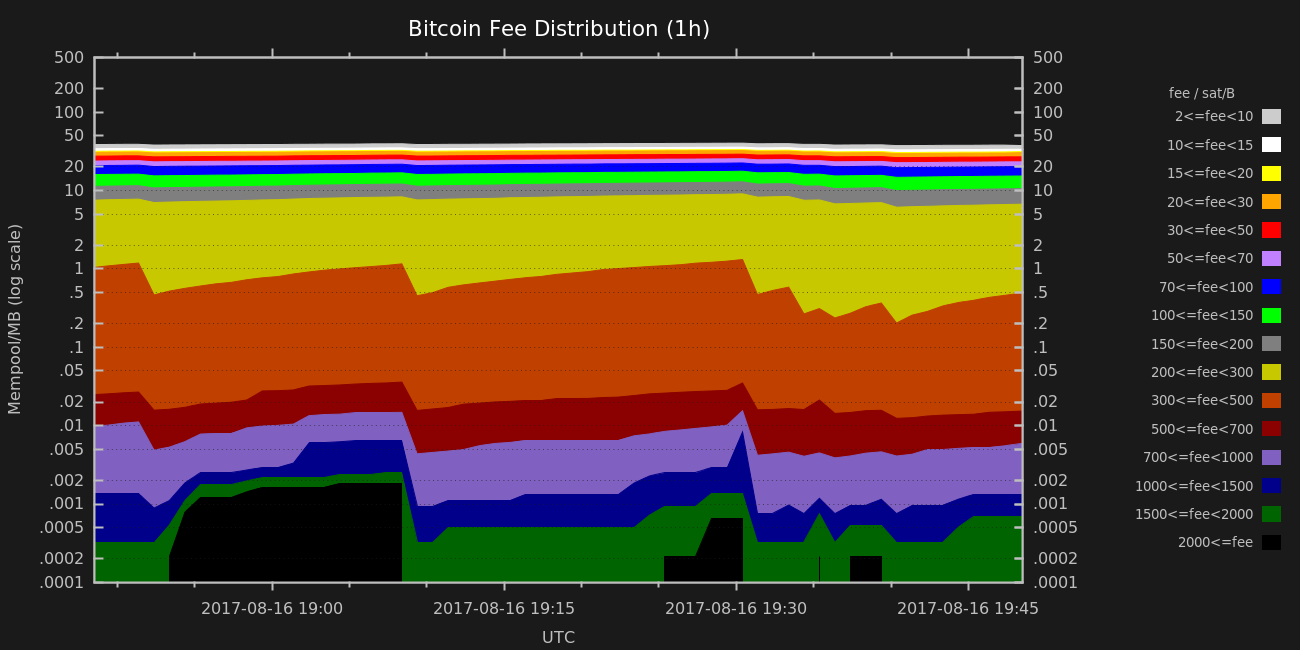 Bitcoin Fee Distribution (1h)
500
200
100
50
20
10
5
2
1
.5
.2
.1
.05
.02
.01
.005
.002
.001
.0005
.0002
.0001
Mempool/MB (log scale)
500
200
100
50
20
10
5
2
1
.5
.2
.1
.05
.02
.01
.005
.002
.001
.0005
.0002
.0001
2017-08-16 19:00
2017-08-16 19:15
2017-08-16 19:30
2017-08-16 19:45
UTC
fee / sat/B
2<=fee<10
10<=fee<15
15<=fee<20
20<=fee<30
30<=fee<50
50<=fee<70
70<=fee<100
100<=fee<150
150<=fee<200
200<=fee<300
300<=fee<500
500<=fee<700
700<=fee<1000
1000<=fee<1500
1500<=fee<2000
2000<=fee